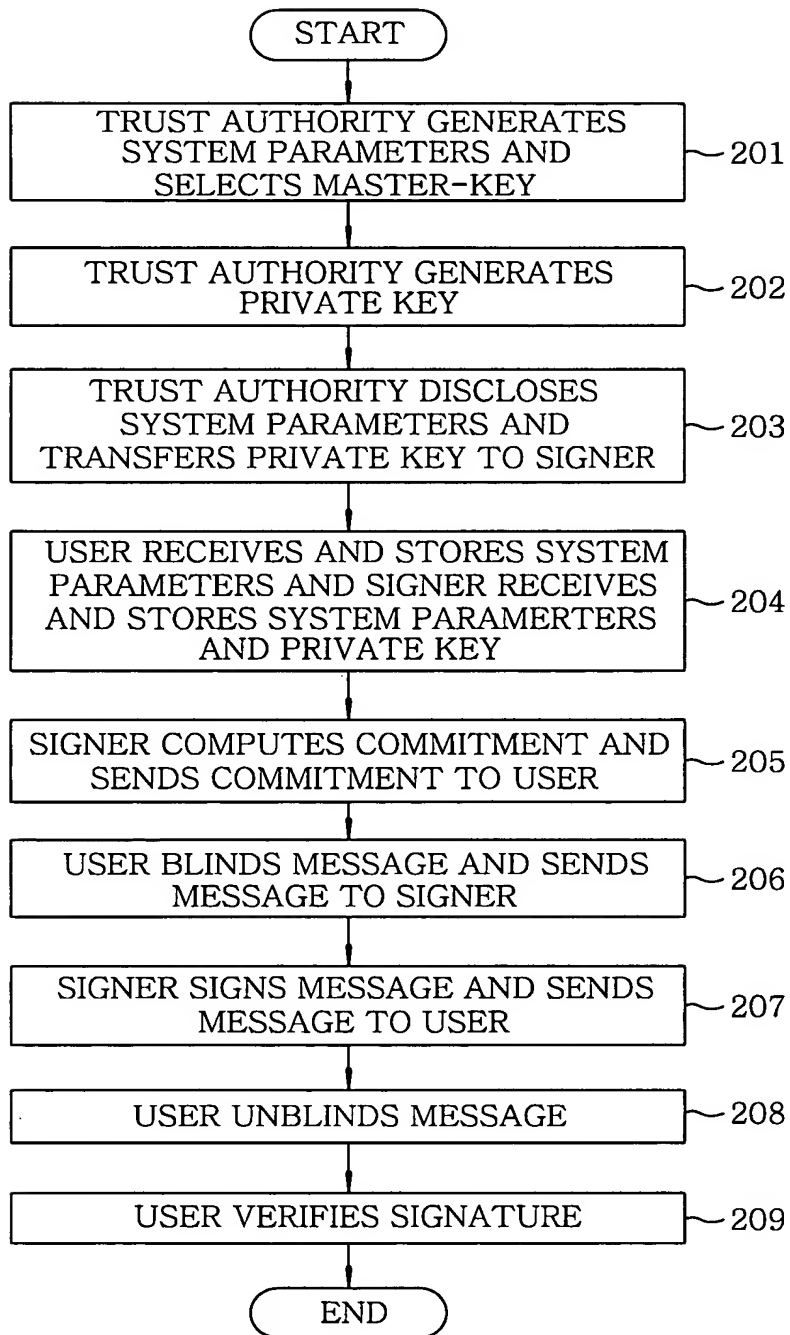 START
TRUST AUTHORITY GENERATES
SYSTEM PARAMETERS AND
SELECTS MASTER-KEY
201
TRUST AUTHORITY GENERATES
PRIVATE KEY
202
TRUST AUTHORITY DISCLOSES
SYSTEM PARAMETERS AND
TRANSFERS PRIVATE KEY TO SIGNER
203
USER RECEIVES AND STORES SYSTEM
PARAMETERS AND SIGNER RECEIVES
AND STORES SYSTEM PARAMERTERS
AND PRIVATE KEY
204
SIGNER COMPUTES COMMITMENT AND
SENDS COMMITMENT TO USER
205
USER BLINDS MESSAGE AND SENDS
MESSAGE TO SIGNER
206
SIGNER SIGNS MESSAGE AND SENDS
MESSAGE TO USER
207
USER UNBLINDS MESSAGE
208
USER VERIFIES SIGNATURE
209
END